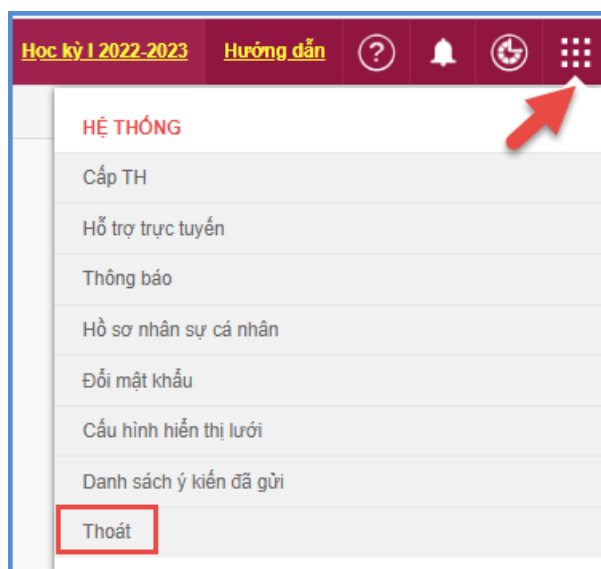 Học kỳ I 2022-2023 Hướng dẫn ?
HỆ THỐNG
Cấp TH
Hỗ trợ trực tuyến
Thông báo
Hồ sơ nhân sự cá nhân
Đổi mật khẩu
Cấu hình hiển thị lưới
Danh sách ý kiến đã gửi
Thoát